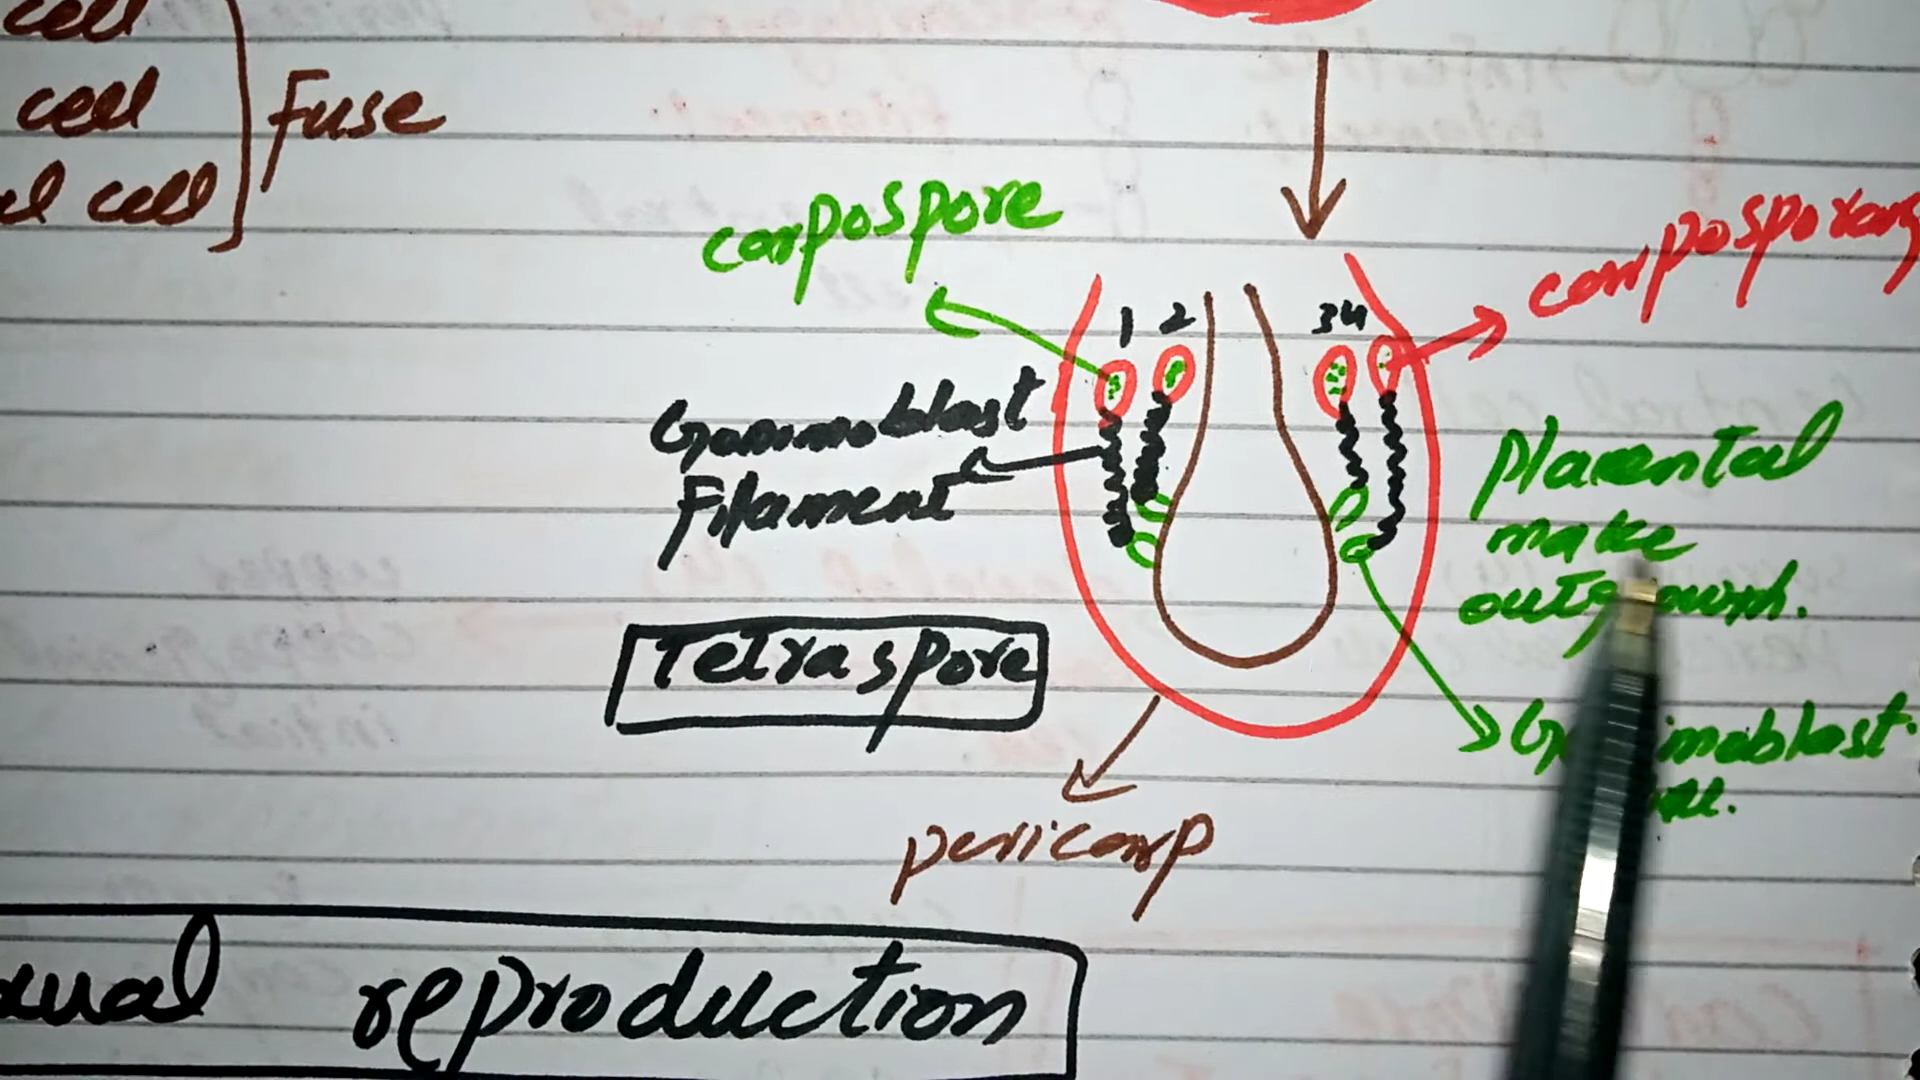 cell
cell
cell
Fuse
carpospore
carposporang
1 2 3 4
Gonimoblast
Filament
Placental
make
Tetraspore
pericarp
reproduction